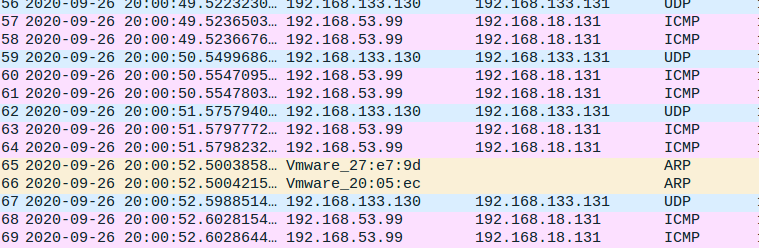 56 2020-09-26 20:00:49.5223230… 192.168.133.130 192.168.133.131 UDP
57 2020-09-26 20:00:49.5236503… 192.168.53.99 192.168.18.131 ICMP
58 2020-09-26 20:00:49.5236676… 192.168.53.99 192.168.18.131 ICMP
59 2020-09-26 20:00:50.5499686… 192.168.133.130 192.168.133.131 UDP
60 2020-09-26 20:00:50.5547095… 192.168.53.99 192.168.18.131 ICMP
61 2020-09-26 20:00:50.5547803… 192.168.53.99 192.168.18.131 ICMP
62 2020-09-26 20:00:51.5757940… 192.168.133.130 192.168.133.131 UDP
63 2020-09-26 20:00:51.5797772… 192.168.53.99 192.168.18.131 ICMP
64 2020-09-26 20:00:51.5798232… 192.168.53.99 192.168.18.131 ICMP
65 2020-09-26 20:00:52.5003858… Vmware_27:e7:9d ARP
66 2020-09-26 20:00:52.5004215… Vmware_20:05:ec ARP
67 2020-09-26 20:00:52.5988514… 192.168.133.130 192.168.133.131 UDP
68 2020-09-26 20:00:52.6028154… 192.168.53.99 192.168.18.131 ICMP
69 2020-09-26 20:00:52.6028644… 192.168.53.99 192.168.18.131 ICMP